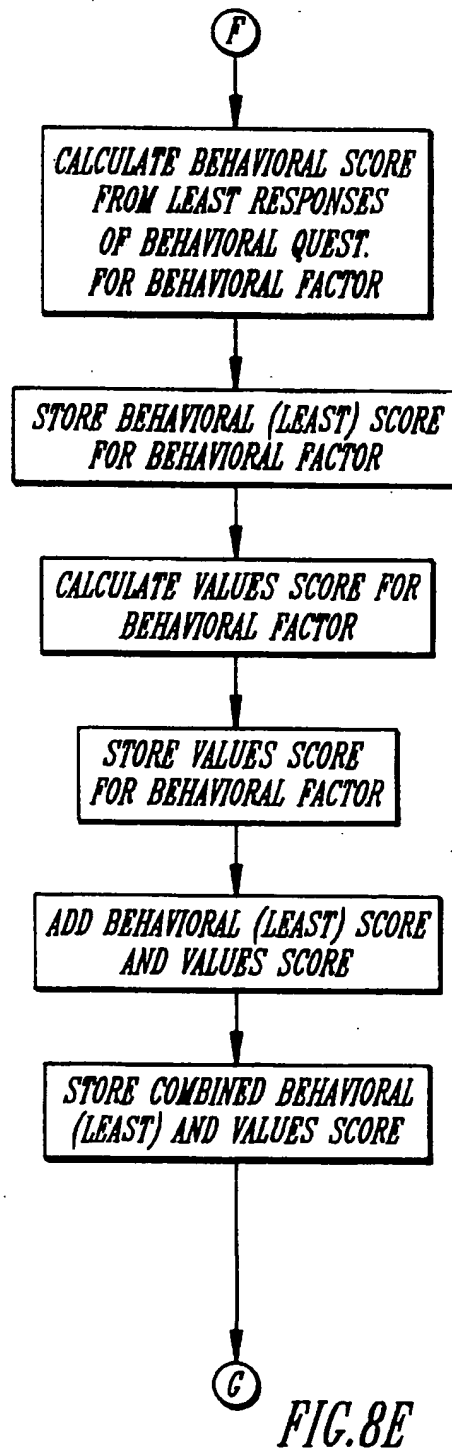 F
CALCULATE BEHAVIORAL SCORE
FROM LEAST RESPONSES
OF BEHAVIORAL QUEST.
FOR BEHAVIORAL FACTOR
STORE BEHAVIORAL (LEAST) SCORE
FOR BEHAVIORAL FACTOR
CALCULATE VALUES SCORE FOR
BEHAVIORAL FACTOR
STORE VALUES SCORE
FOR BEHAVIORAL FACTOR
ADD BEHAVIORAL (LEAST) SCORE
AND VALUES SCORE
STORE COMBINED BEHAVIORAL
(LEAST) AND VALUES SCORE
G
FIG.8E